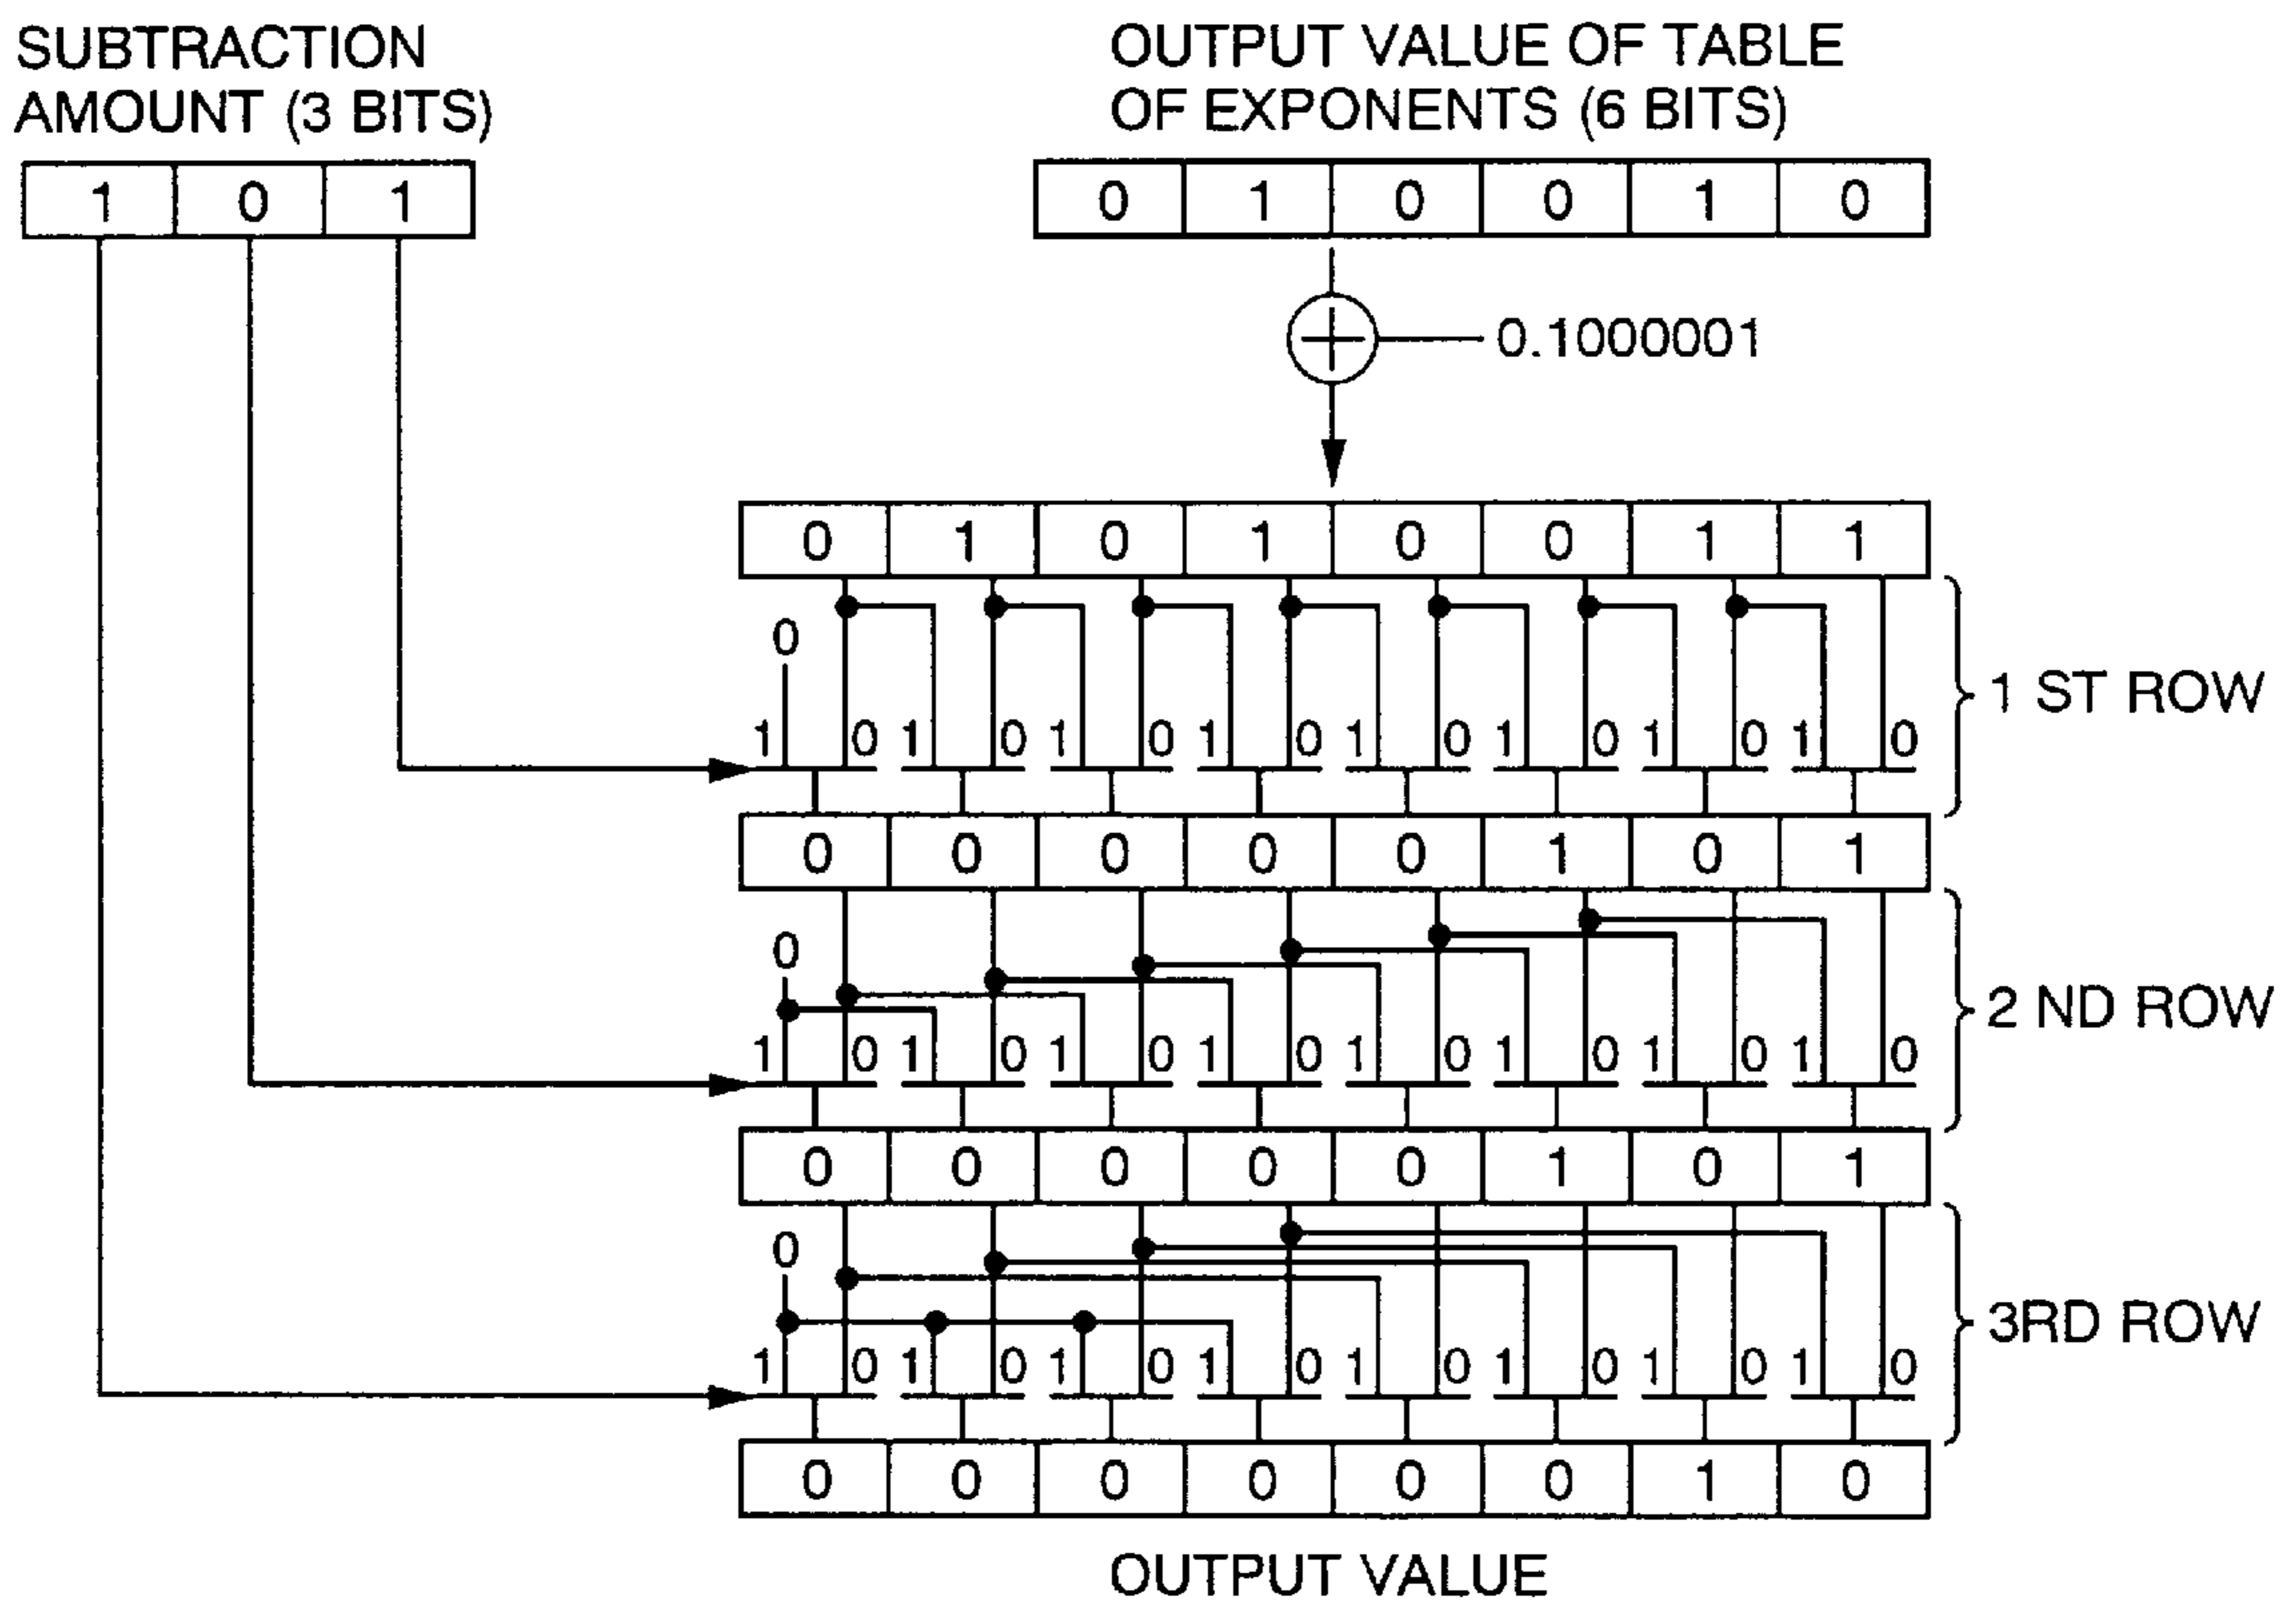 SUBTRACTION
AMOUNT (3 BITS)
1 0 1
OUTPUT VALUE OF TABLE
OF EXPONENTS (6 BITS)
0 1 0 0 1 0
0.1000001
0 1 0 1 0 0 1 1
0
1 0 1 0 1 0 1 0 1 0 1 0 1 0 1 0
1 ST ROW
0 0 0 0 0 1 0 1
0
1 0 1 0 1 0 1 0 1 0 1 0 1 0 1 0
2 ND ROW
0 0 0 0 0 1 0 1
0
1 0 1 0 1 0 1 0 1 0 1 0 1 0 1 0
3RD ROW
0 0 0 0 0 0 1 0
OUTPUT VALUE